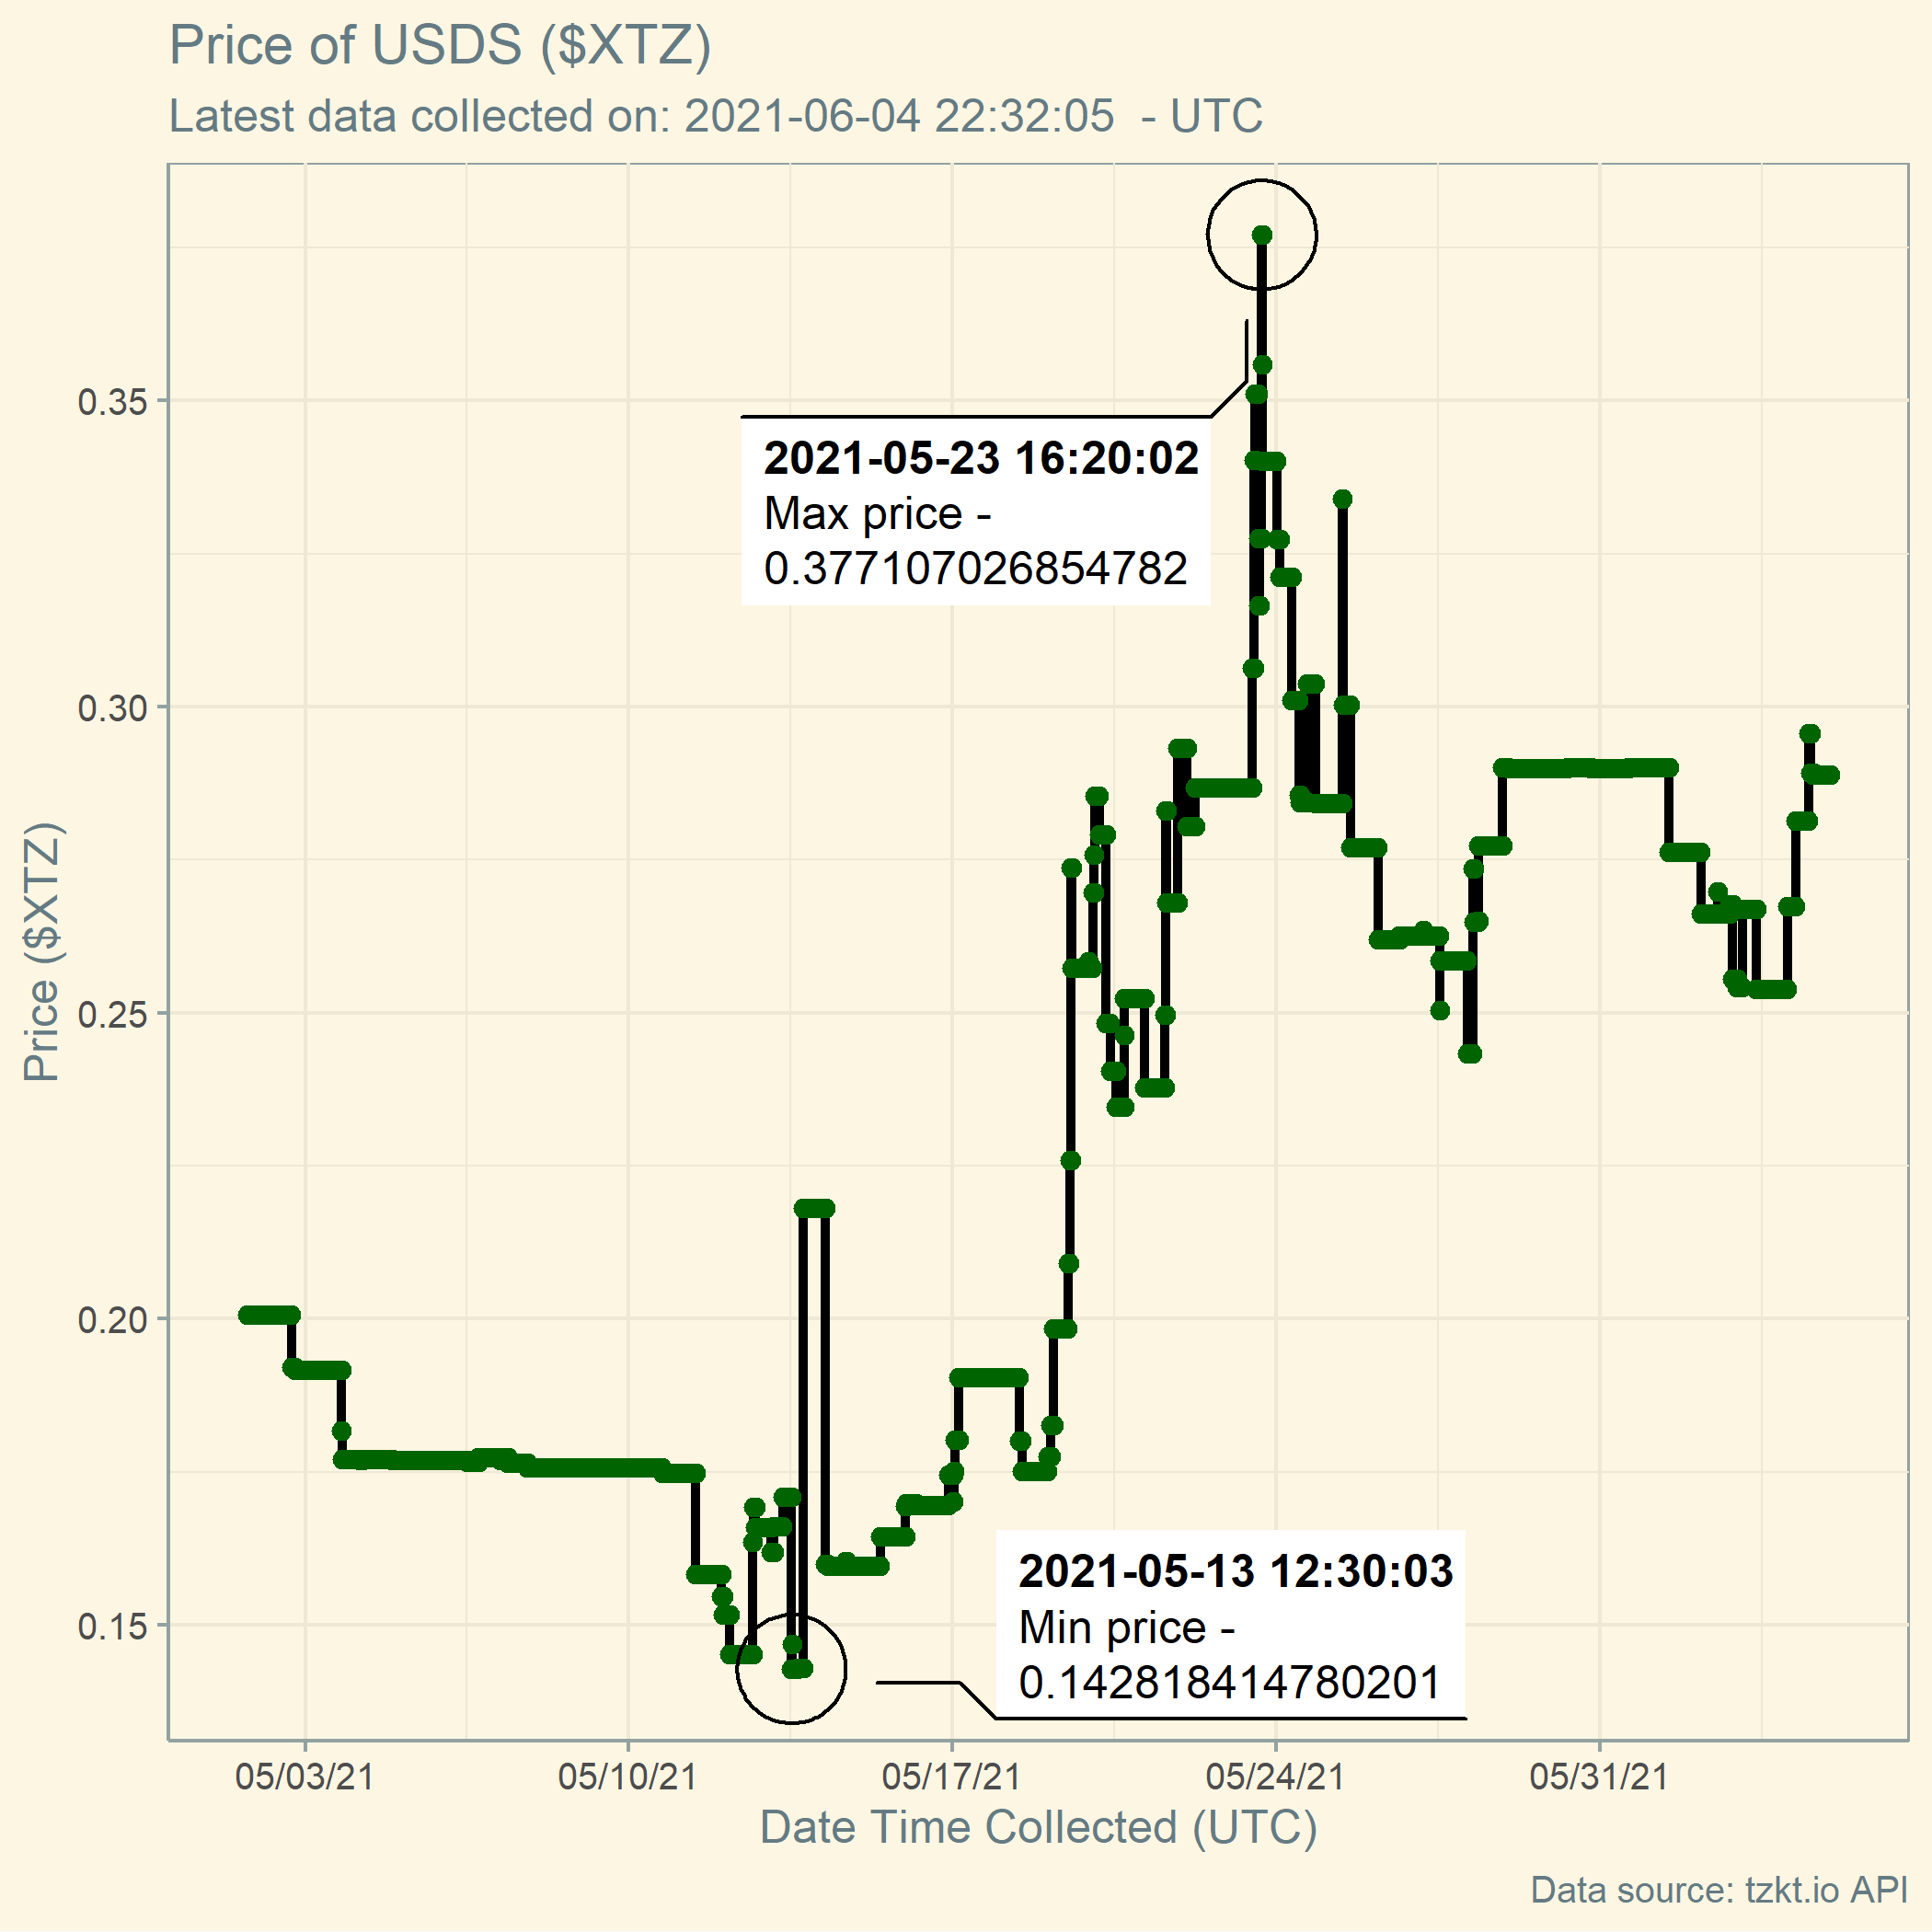 Price of USDS ($XTZ)
Latest data collected on: 2021-06-04 22:32:05  - UTC
Price ($XTZ)
0.35
0.30
0.25
0.20
0.15
2021-05-23 16:20:02
Max price -
0.377107026854782
2021-05-13 12:30:03
Min price -
0.142818414780201
05/03/21
05/10/21
05/17/21
05/24/21
05/31/21
Date Time Collected (UTC)
Data source: tzkt.io API